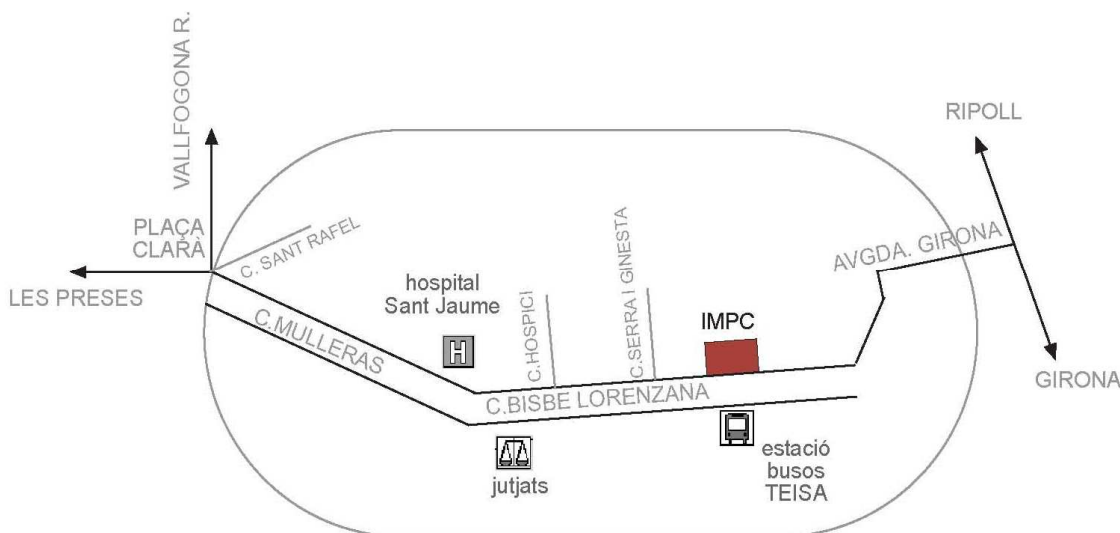 VALLFOGONA R.
RIPOLL
PLAÇA
CLARÀ
C. SANT RAFEL
LES PRESES
C.MULLERAS
hospital
Sant Jaume
H
C.HOSPICI
C.SERRA I GINESTA
IMPC
AVGDA. GIRONA
GIRONA
C.BISBE LORENZANA
jutjats
estació
busos
TEISA